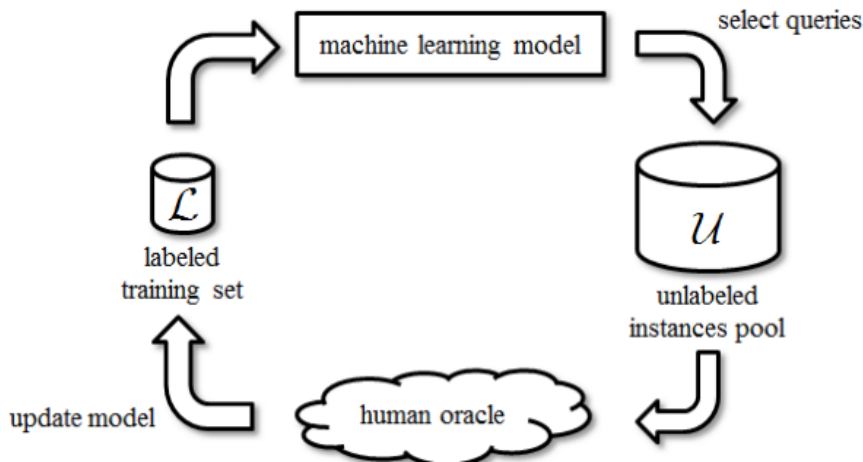 machine learning model
select queries
𝒰
unlabeled
instances pool
human oracle
update model
ℒ
labeled
training set